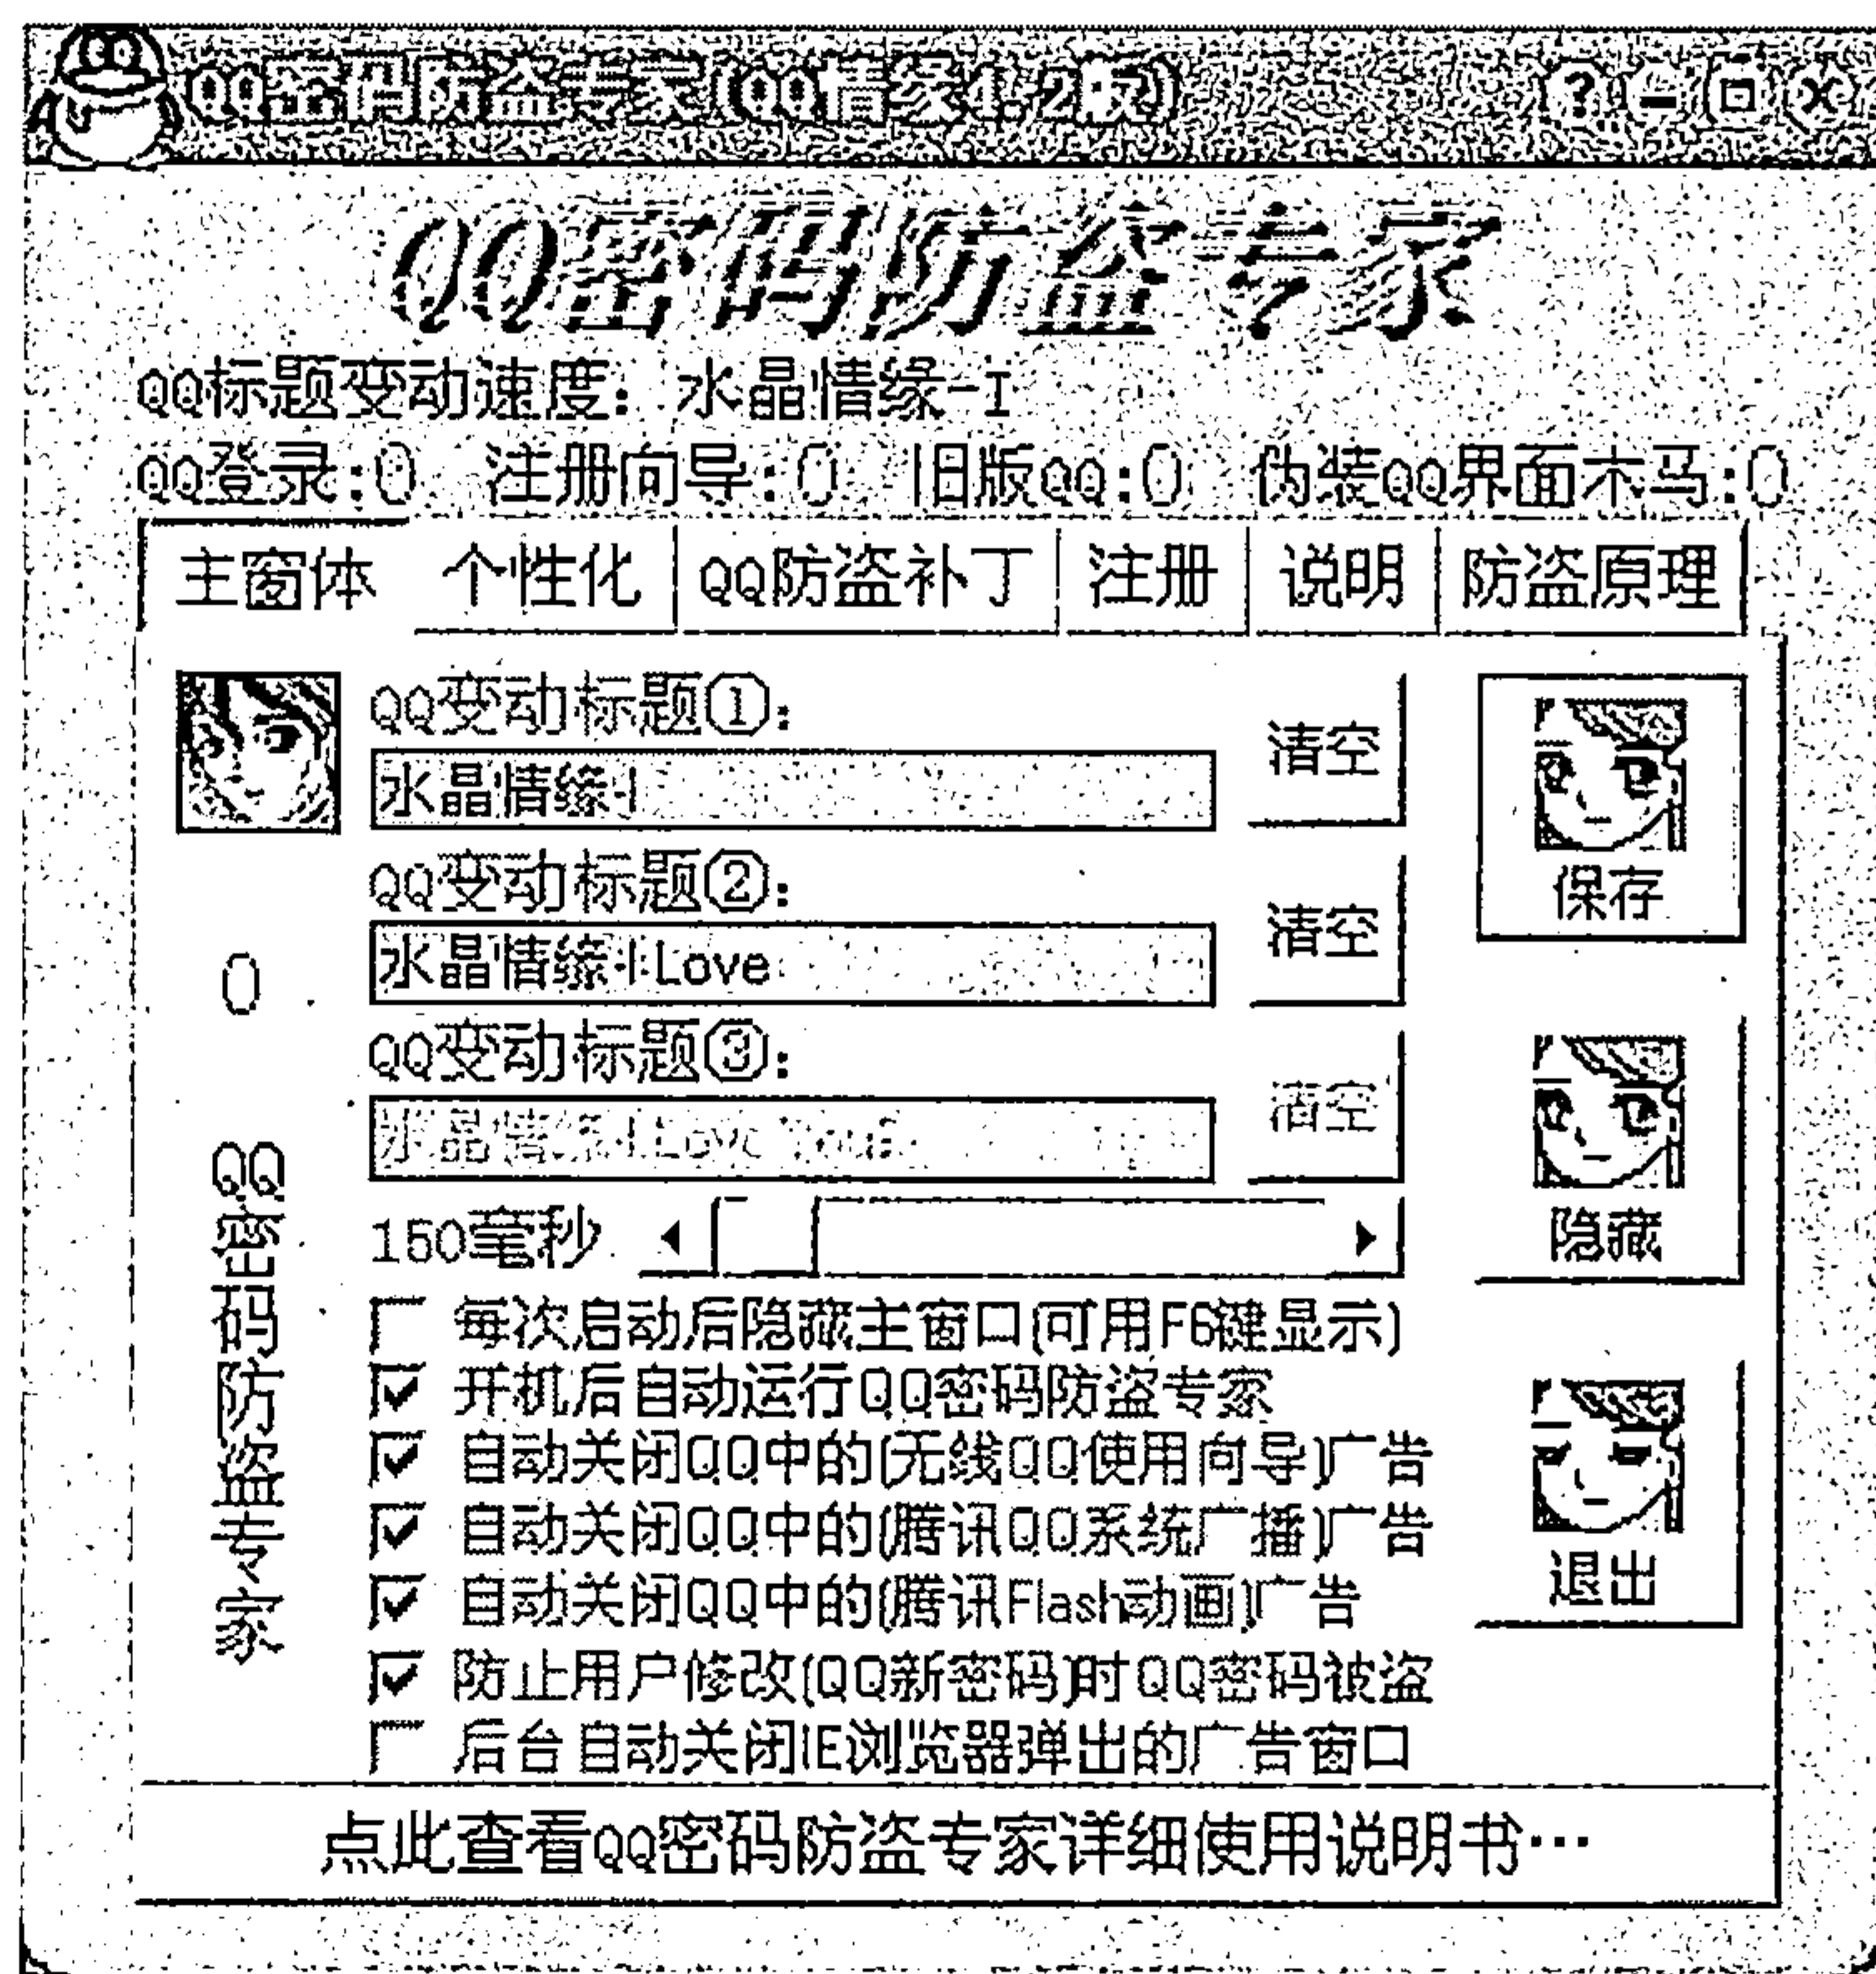 QQ密码防盗专家(QQ情缘4.2版)
QQ密码防盗专家
QQ标题变动速度: 水晶情缘-I
QQ登录:0 注册向导:0 旧版QQ:0 伪装QQ界面木马:0
主窗体 个性化 QQ防盗补丁 注册 说明 防盗原理
QQ变动标题①:
清空
水晶情缘-I
保存
QQ变动标题②:
清空
水晶情缘-I Love
0
QQ变动标题③:
清空
水晶情缘-I Love
隐藏
150毫秒
QQ密码防盗专家
每次启动后隐藏主窗口(可用F6键显示)
开机后自动运行QQ密码防盗专家
自动关闭QQ中的(无线QQ使用向导)广告
自动关闭QQ中的(腾讯QQ系统广播)广告
自动关闭QQ中的(腾讯Flash动画)广告
退出
防止用户修改(QQ新密码)时QQ密码被盗
后台自动关闭IE浏览器弹出的广告窗口
点此查看QQ密码防盗专家详细使用说明书…